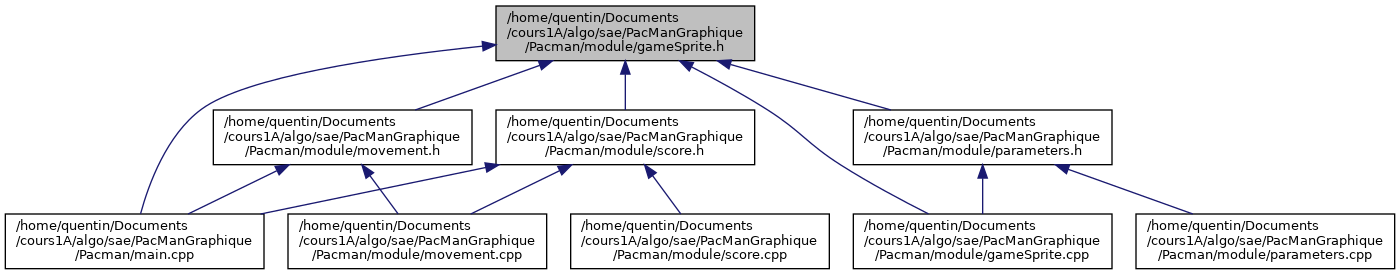 /home/quentin/Documents
/cours1A/algo/sae/PacManGraphique
/Pacman/module/gameSprite.h
/home/quentin/Documents
/cours1A/algo/sae/PacManGraphique
/Pacman/module/movement.h
/home/quentin/Documents
/cours1A/algo/sae/PacManGraphique
/Pacman/module/score.h
/home/quentin/Documents
/cours1A/algo/sae/PacManGraphique
/Pacman/module/parameters.h
/home/quentin/Documents
/cours1A/algo/sae/PacManGraphique
/Pacman/main.cpp
/home/quentin/Documents
/cours1A/algo/sae/PacManGraphique
/Pacman/module/movement.cpp
/home/quentin/Documents
/cours1A/algo/sae/PacManGraphique
/Pacman/module/score.cpp
/home/quentin/Documents
/cours1A/algo/sae/PacManGraphique
/Pacman/module/gameSprite.cpp
/home/quentin/Documents
/cours1A/algo/sae/PacManGraphique
/Pacman/module/parameters.cpp